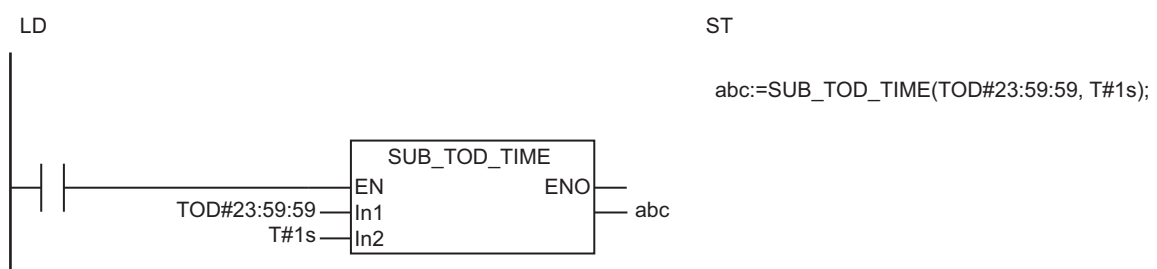 LD
ST
abc:=SUB_TOD_TIME(TOD#23:59:59, T#1s);
SUB_TOD_TIME
EN ENO
TOD#23:59:59 In1 abc
T#1s In2